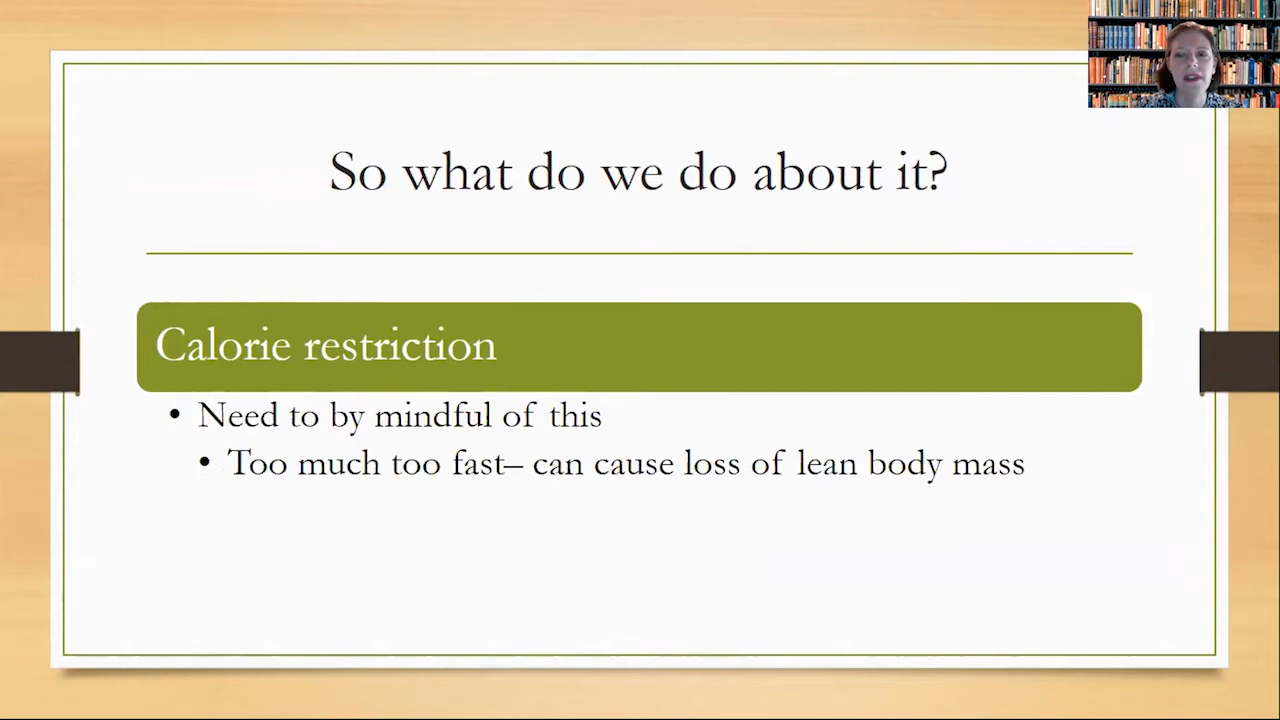 So what do we do about it?
Calorie restriction
• Need to by mindful of this
• Too much too fast– can cause loss of lean body mass